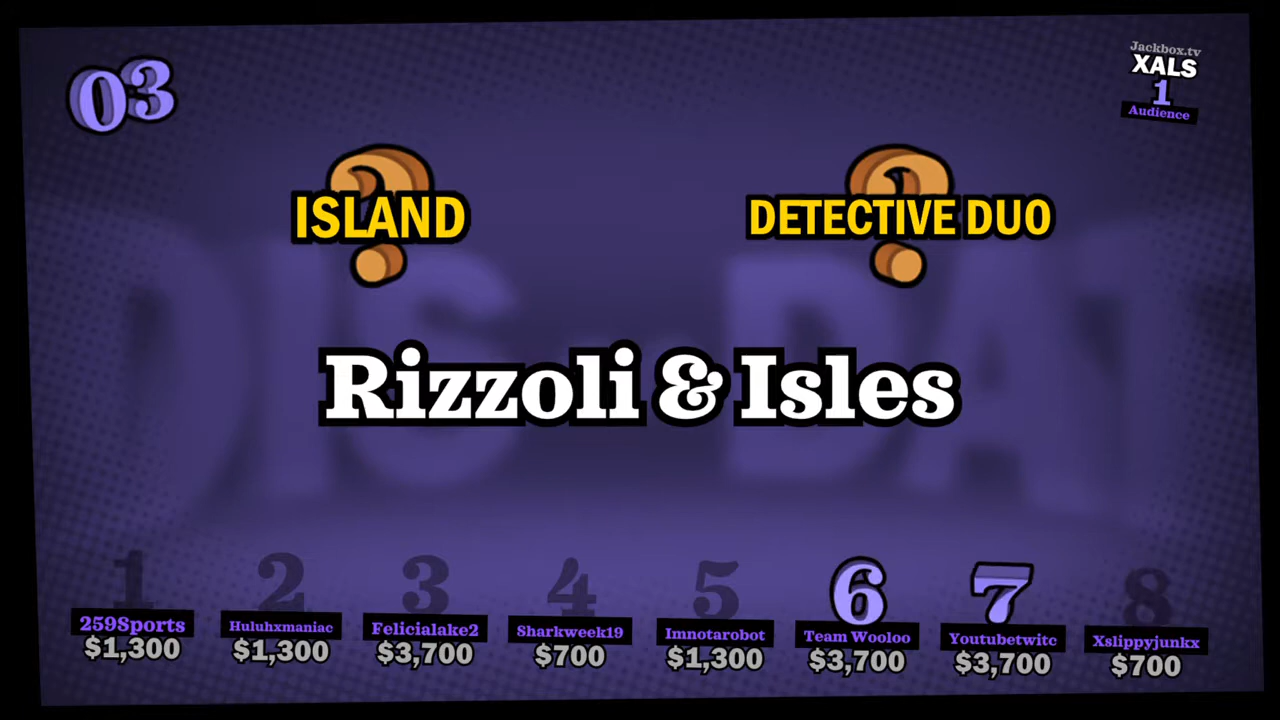 03
Jackbox.tv
XALS
1
Audience
?
?
ISLAND
DETECTIVE DUO
DIS
DAT
Rizzoli & Isles
1
2
3
4
5
6
7
8
259Sports
Huluhxmaniac
Felicialake2
Sharkweek19
Imnotarobot
Team Wooloo
Youtubetwitc
Xslippyjunkx
$1,300
$1,300
$3,700
$700
$1,300
$3,700
$3,700
$700